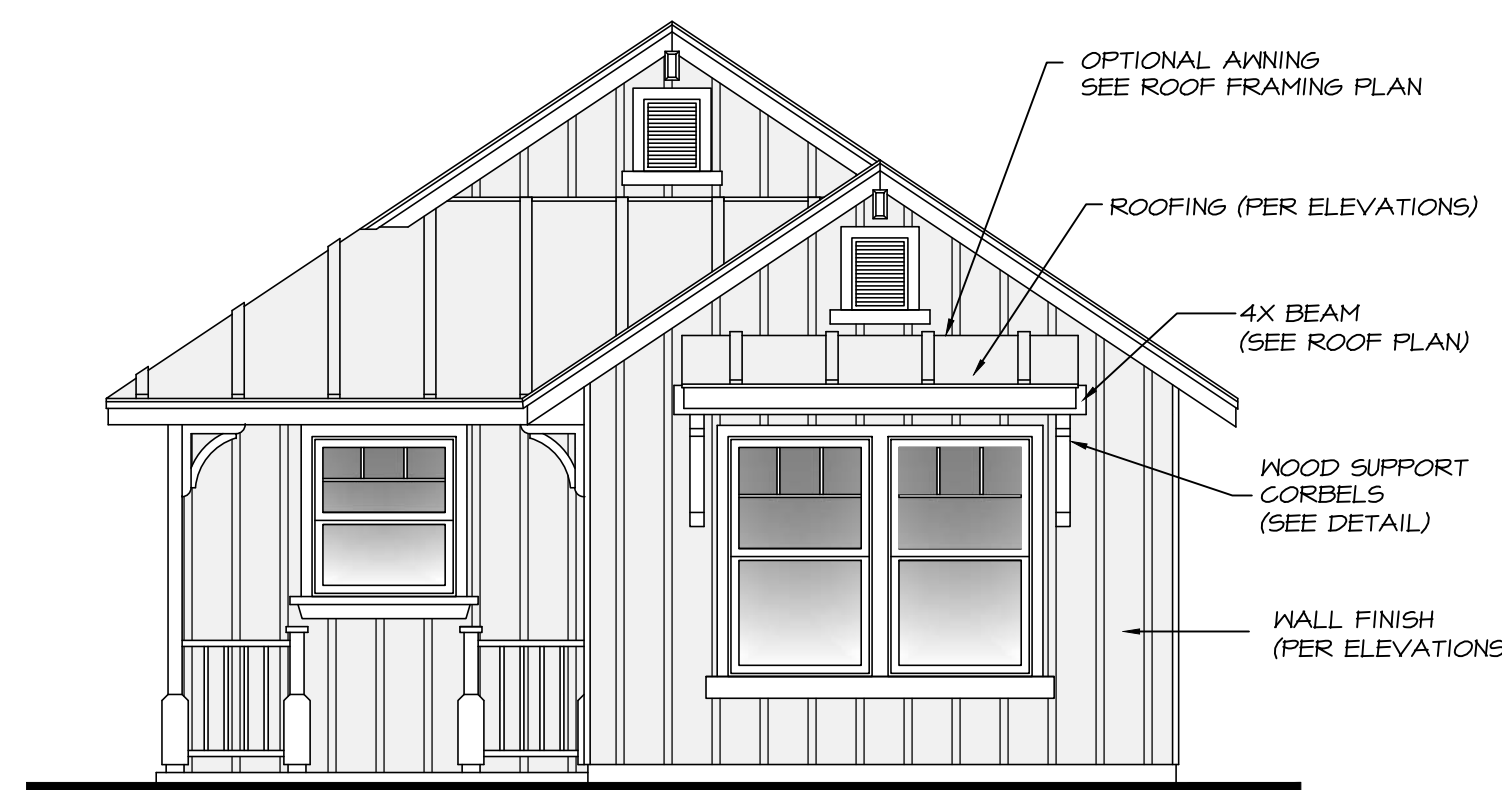 OPTIONAL AWNING
SEE ROOF FRAMING PLAN
ROOFING (PER ELEVATIONS)
4X BEAM
(SEE ROOF PLAN)
WOOD SUPPORT
CORBELS
(SEE DETAIL)
WALL FINISH
(PER ELEVATIONS